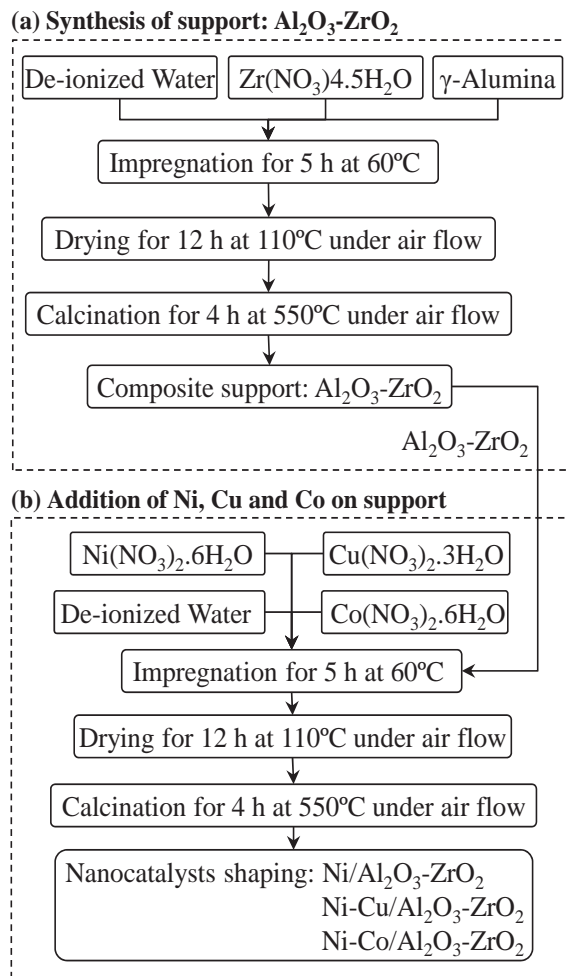 (a) Synthesis of support: Al₂O₃-ZrO₂
De-ionized Water
Zr(NO₃)4.5H₂O
γ-Alumina
Impregnation for 5 h at 60ºC
Drying for 12 h at 110ºC under air flow
Calcination for 4 h at 550ºC under air flow
Composite support: Al₂O₃-ZrO₂
Al₂O₃-ZrO₂
(b) Addition of Ni, Cu and Co on support
Ni(NO₃)₂.6H₂O
Cu(NO₃)₂.3H₂O
De-ionized Water
Co(NO₃)₂.6H₂O
Impregnation for 5 h at 60ºC
Drying for 12 h at 110ºC under air flow
Calcination for 4 h at 550ºC under air flow
Nanocatalysts shaping: Ni/Al₂O₃-ZrO₂
Ni-Cu/Al₂O₃-ZrO₂
Ni-Co/Al₂O₃-ZrO₂